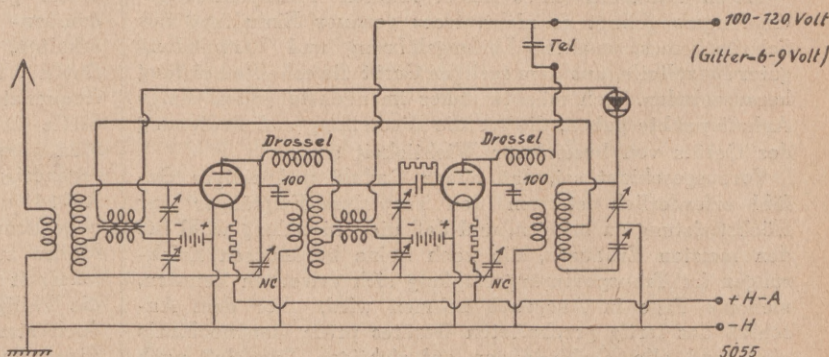 100-120 Volt
Tel
(Gitter-6-9 Volt)
Drossel
Drossel
100
100
- +
- +
NC
NC
+H-A
-H
5055